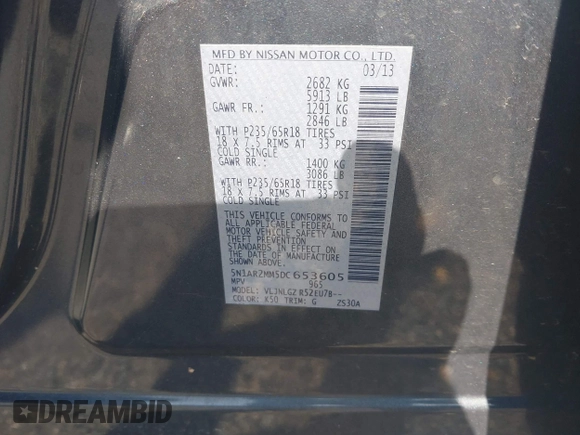 MFD BY NISSAN MOTOR CO., LTD.
DATE: 03/13
GVWR: 2682 KG
5913 LB
GAWR FR.: 1291 KG
2846 LB
WITH P235/65R18 TIRES
18 X 7.5 RIMS AT 33 PSI
COLD SINGLE
GAWR RR.: 1400 KG
3086 LB
WITH P235/65R18 TIRES
18 X 7.5 RIMS AT 33 PSI
COLD SINGLE
THIS VEHICLE CONFORMS TO
ALL APPLICABLE FEDERAL
MOTOR VEHICLE SAFETY AND
THEFT PREVENTION
STANDARDS IN EFFECT ON
THE DATE OF MANUFACTURE
SHOWN ABOVE.
5N1AR2MM5DC653605
MPV 965
MODEL:
COLOR: K50 TRIM: G 2S30A
DREAMBID